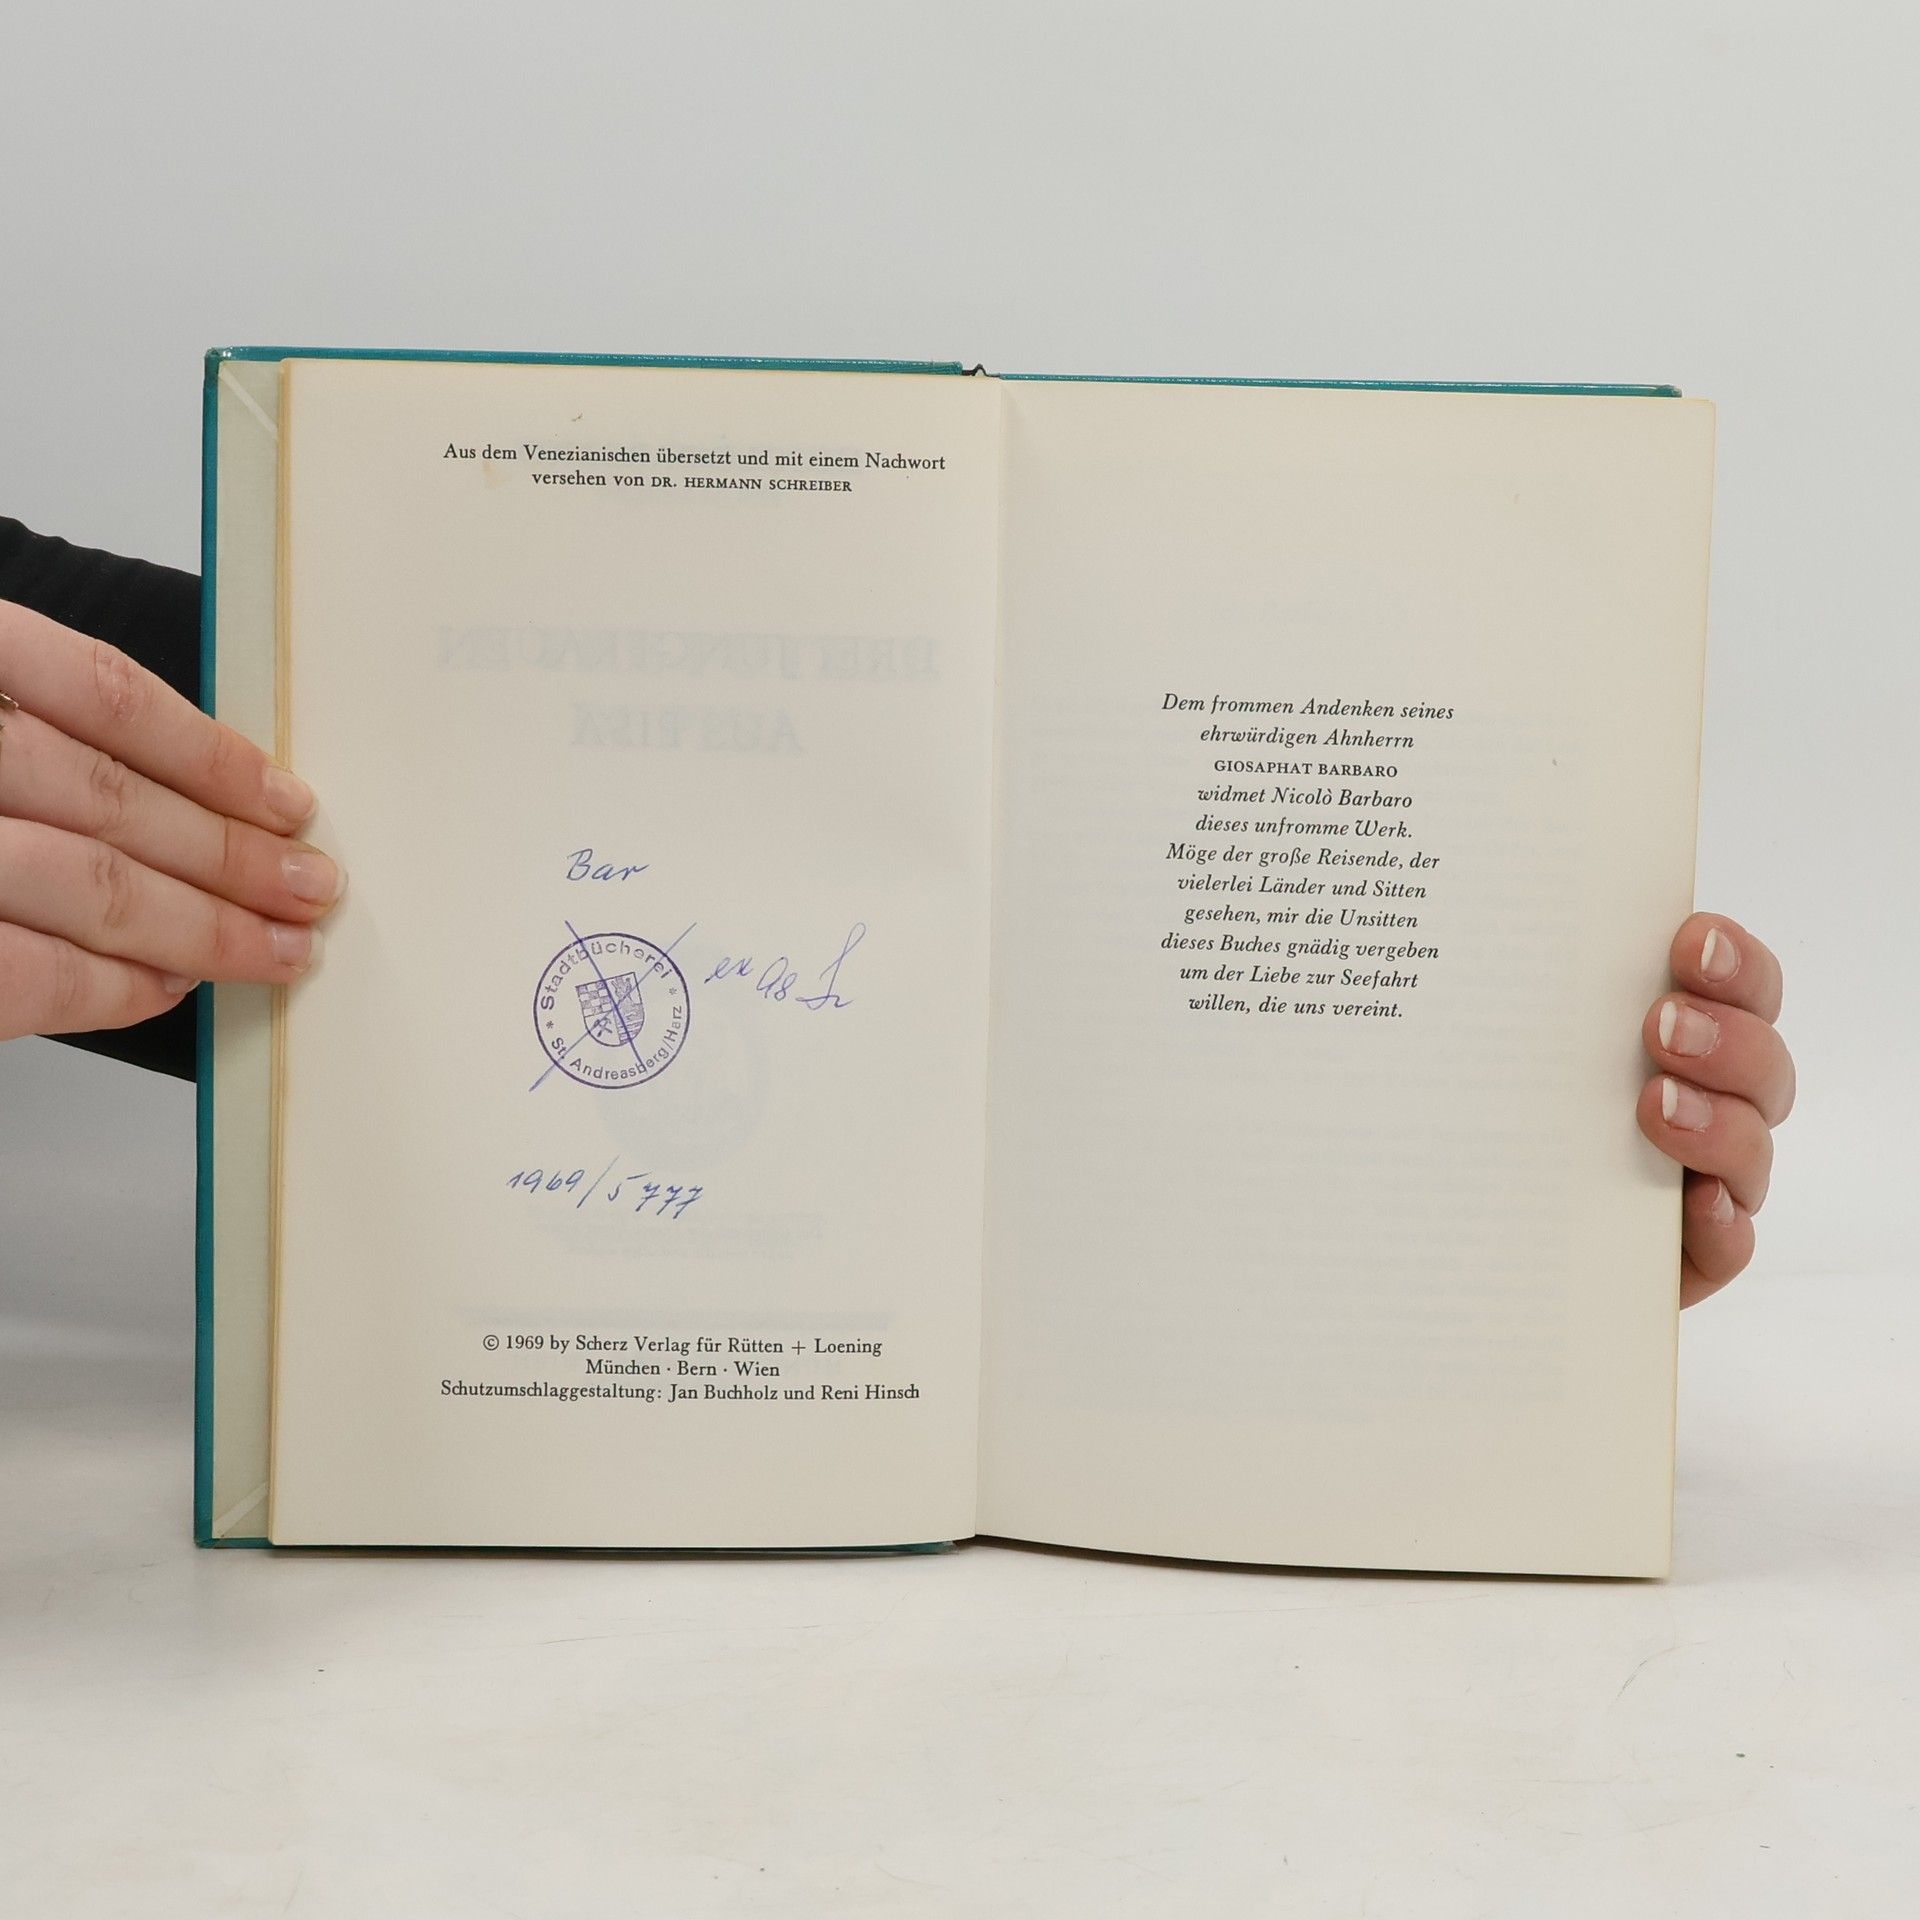 Aus dem Venezianischen übersetzt und mit einem Nachwort
versehen von DR. HERMANN SCHREIBER
Bar
* Stadtbücherei *
St. Andreasberg/Harz
ex
1969/5777
© 1969 by Scherz Verlag für Rütten + Loening
München · Bern · Wien
Schutzumschlaggestaltung: Jan Buchholz und Reni Hinsch
Dem frommen Andenken seines
ehrwürdigen Ahnherrn
GIOSAPHAT BARBARO
widmet Nicolò Barbaro
dieses unfromme Werk.
Möge der große Reisende, der
vielerlei Länder und Sitten
gesehen, mir die Unsitten
dieses Buches gnädig vergeben
um der Liebe zur Seefahrt
willen, die uns vereint.